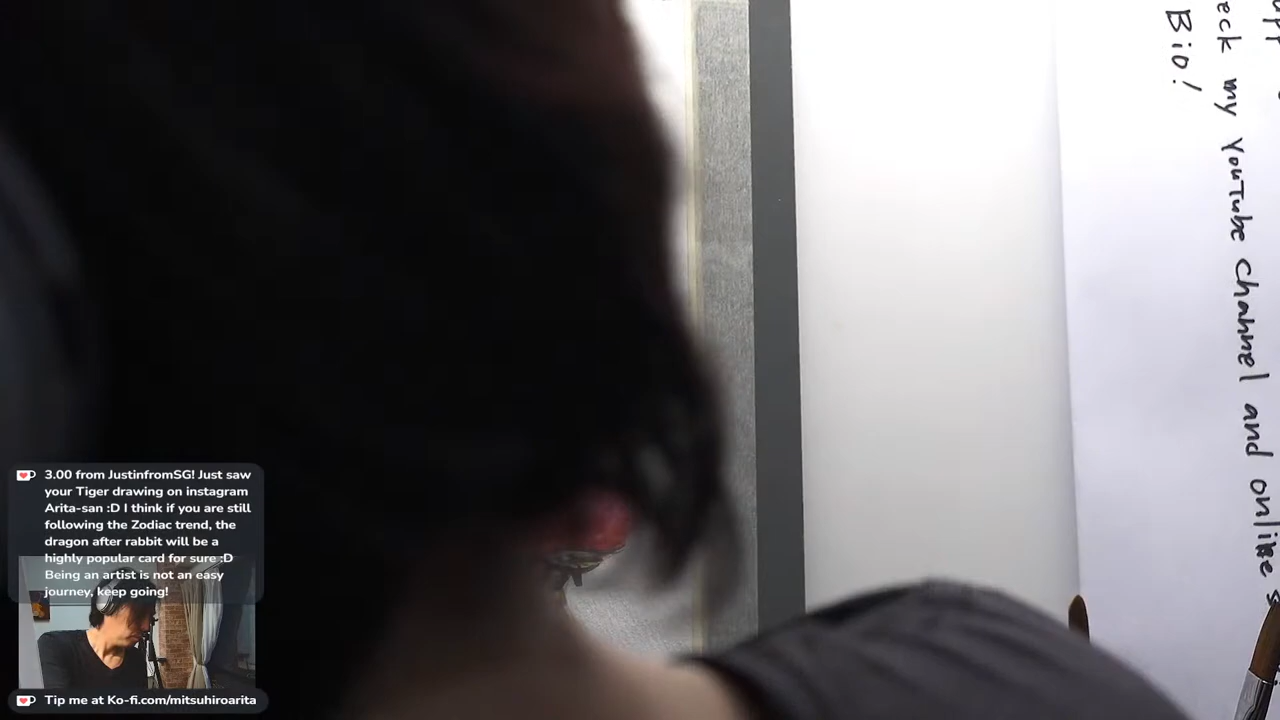 eck my YouTube channel and onlike s
Bio!
3.00 from JustinfromSG! Just saw
your Tiger drawing on instagram
Arita-san :D I think if you are still
following the Zodiac trend, the
dragon after rabbit will be a
highly popular card for sure :D
Being an artist is not an easy
journey, keep going!
Tip me at Ko-fi.com/mitsuhiroarita